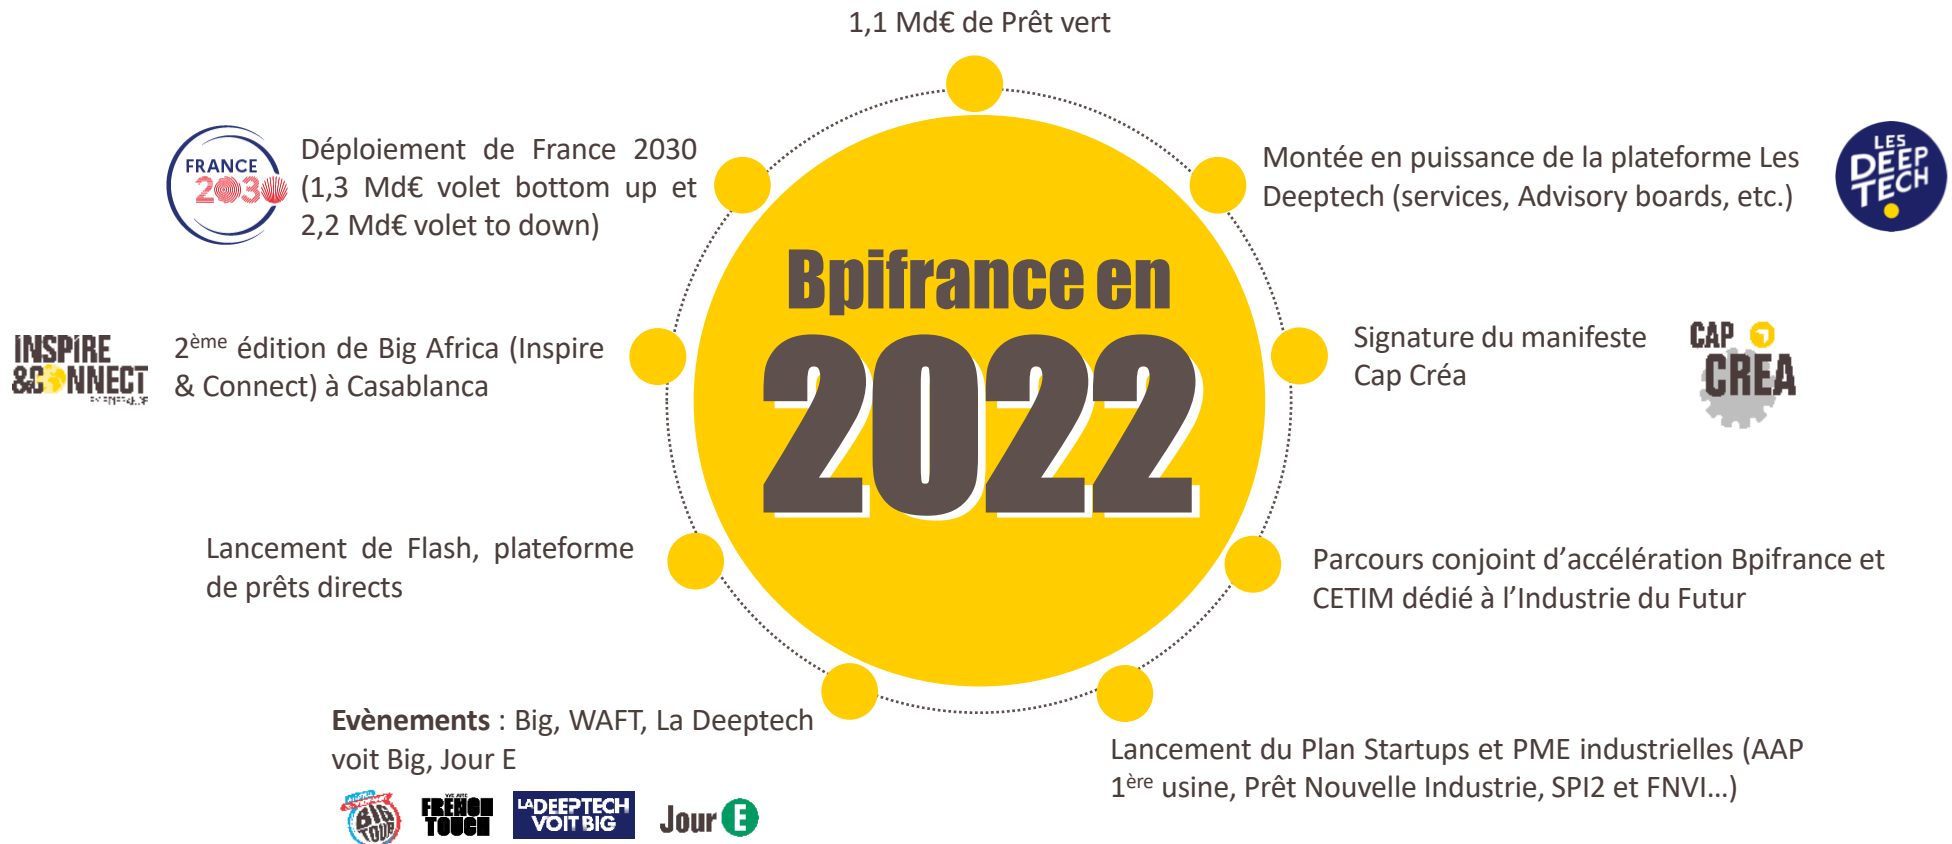 1,1 Md€ de Prêt vert
FRANCE
2030
Déploiement de France 2030
(1,3 Md€ volet bottom up et
2,2 Md€ volet to down)
Montée en puissance de la plateforme Les
Deeptech (services, Advisory boards, etc.)
LES
DEEP
TECH
Bpifrance en
2022
INSPIRE
&CONNECT
2ème édition de Big Africa (Inspire
& Connect) à Casablanca
Signature du manifeste
Cap Créa
CAP
CREA
Lancement de Flash, plateforme
de prêts directs
Parcours conjoint d’accélération Bpifrance et
CETIM dédié à l’Industrie du Futur
Evènements : Big, WAFT, La Deeptech
voit Big, Jour E
BIG
TOUR
WE ARE
FRENCH
TOUCH
LADEEPTECH
VOIT BIG
Jour E
Lancement du Plan Startups et PME industrielles (AAP
1ère usine, Prêt Nouvelle Industrie, SPI2 et FNVI…)